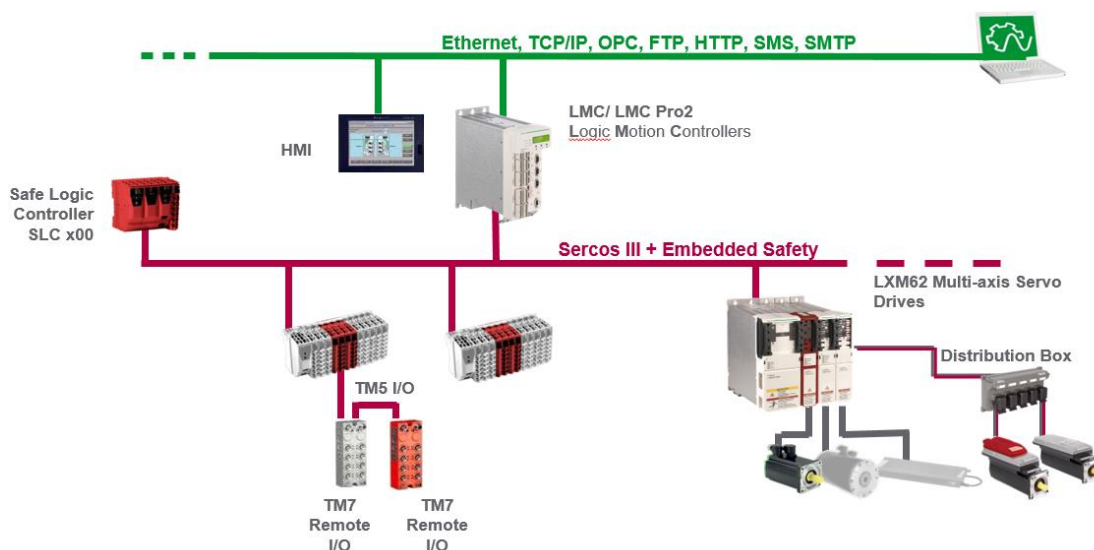 Ethernet, TCP/IP, OPC, FTP, HTTP, SMS, SMTP
LMC/ LMC Pro2
Logic Motion Controllers
HMI
Safe Logic
Controller
SLC x00
Sercos III + Embedded Safety
LXM62 Multi-axis Servo
Drives
Distribution Box
TM5 I/O
TM7
Remote
I/O
TM7
Remote
I/O